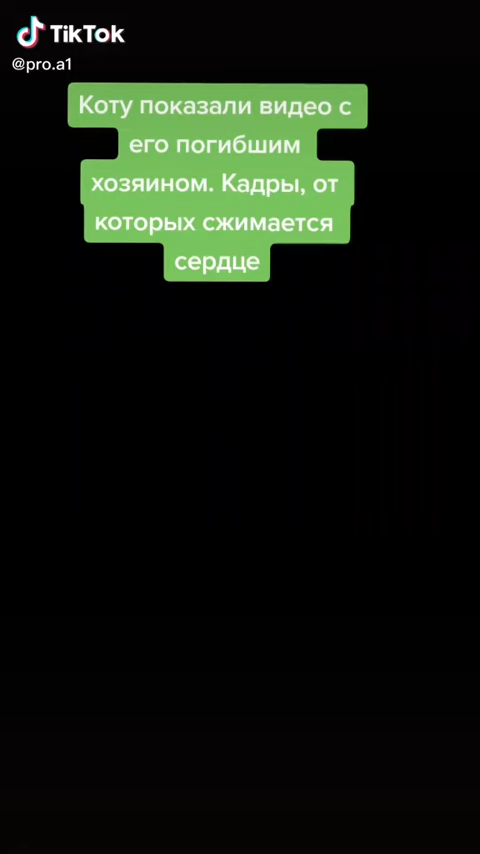 TikTok
@pro.a1
Коту показали видео с
его погибшим
хозяином. Кадры, от
которых сжимается
сердце